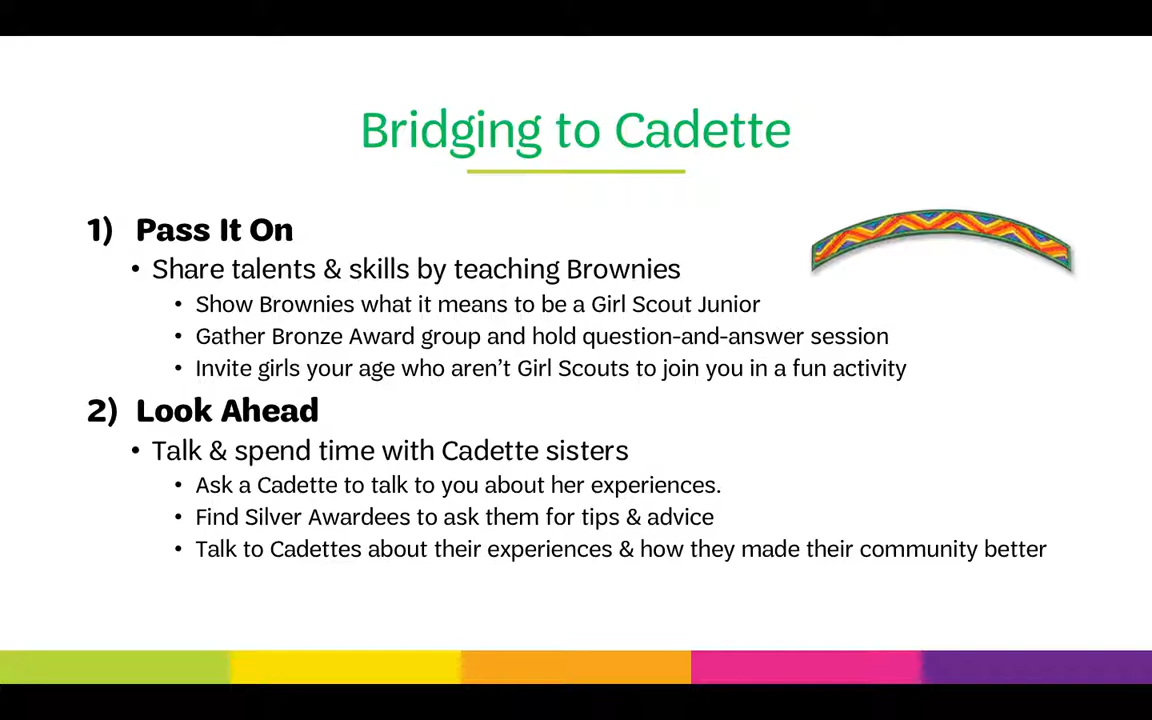 Bridging to Cadette
1) Pass It On
• Share talents & skills by teaching Brownies
• Show Brownies what it means to be a Girl Scout Junior
• Gather Bronze Award group and hold question-and-answer session
• Invite girls your age who aren’t Girl Scouts to join you in a fun activity
2) Look Ahead
• Talk & spend time with Cadette sisters
• Ask a Cadette to talk to you about her experiences.
• Find Silver Awardees to ask them for tips & advice
• Talk to Cadettes about their experiences & how they made their community better